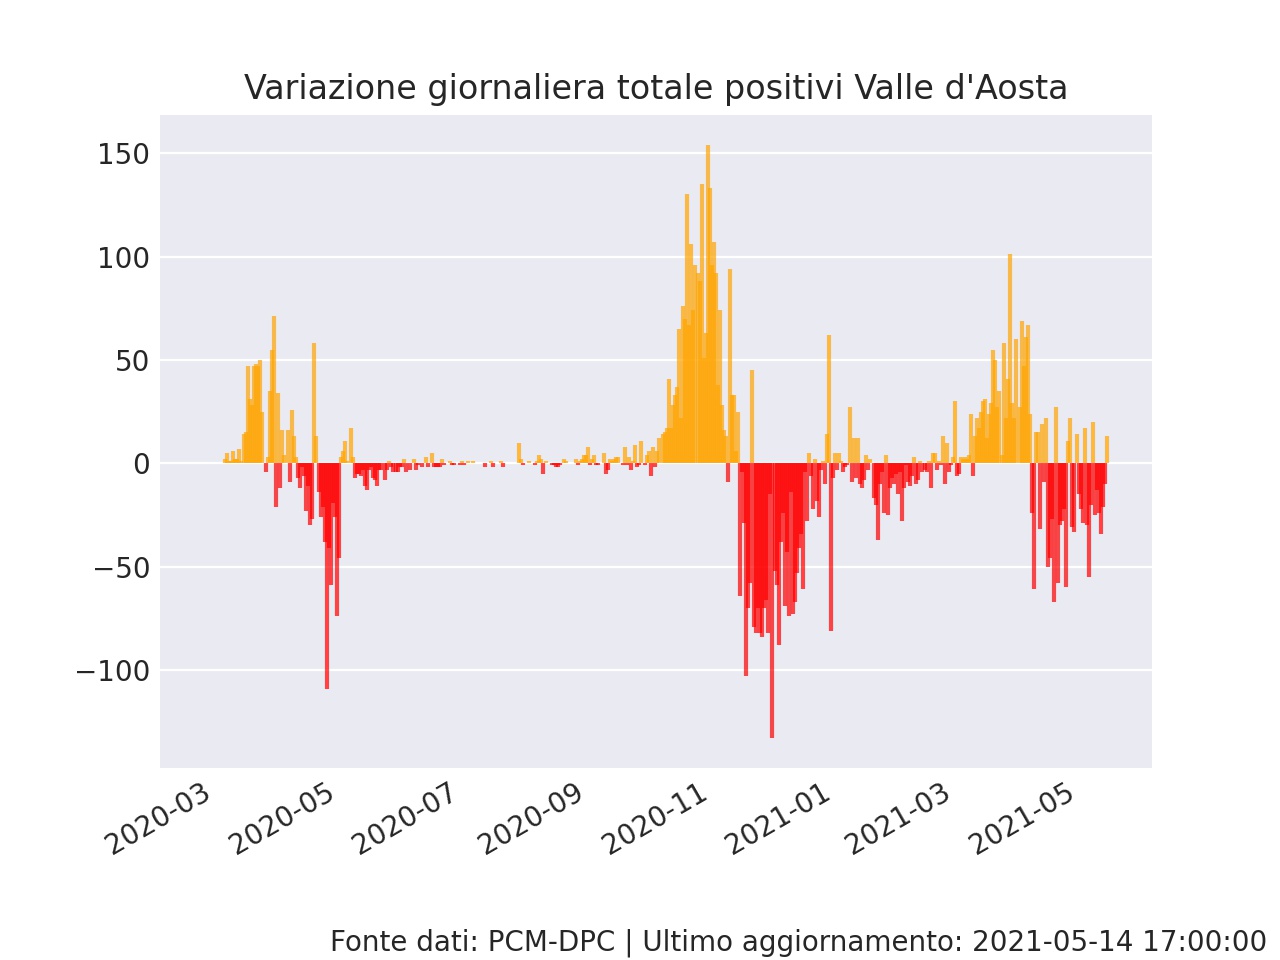 Variazione giornaliera totale positivi Valle d'Aosta
150
100
50
0
−50
−100
2020-03 2020-05 2020-07 2020-09 2020-11 2021-01 2021-03 2021-05
Fonte dati: PCM-DPC | Ultimo aggiornamento: 2021-05-14 17:00:00